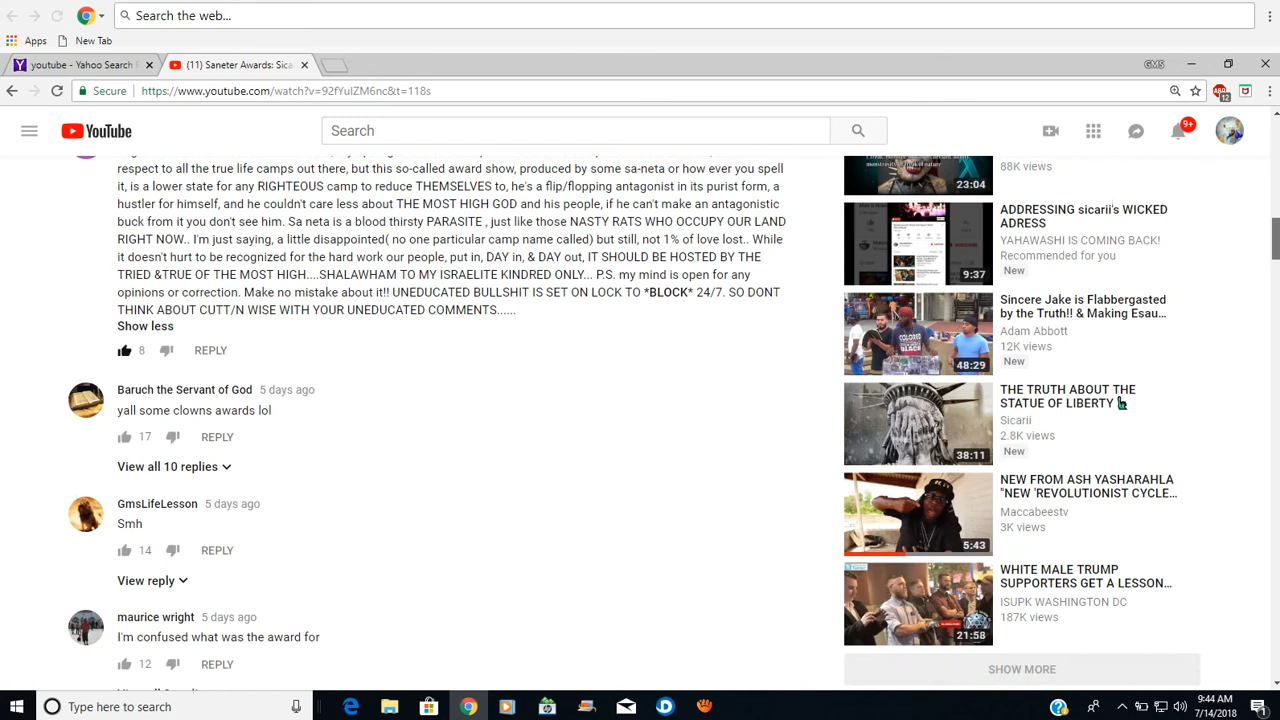 Search the web...
Apps
New Tab
youtube - Yahoo Search
(11) Saneter Awards: Sica
GMS
Secure
https://www.youtube.com/watch?v=92fYuIZM6nc&t=118s
12
YouTube
Search
9+
respect to all the true life camps out there, but this so-called award show, produced by some sa-neta or how ever you spell
it, is a lower state for any RIGHTEOUS camp to reduce THEMSELVES to, he's a flip/flopping antagonist in its purist form, a
hustler for himself, and he couldn't care less about THE MOST HIGH GOD and his people, if he can't make an antagonistic
buck from it you can lose him. Sa neta is a blood thirsty PARASITE , just like those NASTY RATS WHO OCCUPY OUR LAND
RIGHT NOW.. I'm just saying, a little disappointed( no one particular camp name called) but still, not 1 % of love lost.. While
it doesn't hurt to be recognized for the hard work our people, put in, DAY in, & DAY out, IT SHOULD BE HOSTED BY THE
TRIED &TRUE OF THE MOST HIGH....SHALAWHAM TO MY ISRAELITE KINDRED ONLY... P.S. my mind is open for any
opinions or correction. Make no mistake about it!! UNEDUCATED BULLSHIT IS SET ON LOCK TO *BLOCK* 24/7. SO DONT
THINK ABOUT CUTT/N WISE WITH YOUR UNEDUCATED COMMENTS......
Show less
8
REPLY
Baruch the Servant of God 5 days ago
yall some clowns awards lol
17
REPLY
View all 10 replies
GmsLifeLesson 5 days ago
Smh
14
REPLY
View reply
maurice wright 5 days ago
I'm confused what was the award for
12
REPLY
88K views
23:04
ADDRESSING sicarii's WICKED
ADRESS
YAHAWASHI IS COMING BACK!
Recommended for you
New
9:37
Sincere Jake is Flabbergasted
by the Truth!! & Making Esau...
Adam Abbott
12K views
New
COLORED
BLACK
48:29
THE TRUTH ABOUT THE
STATUE OF LIBERTY
Sicarii
2.8K views
New
38:11
NEW FROM ASH YASHARAHLA
"NEW 'REVOLUTIONIST CYCLE...
Maccabeestv
3K views
5:43
WHITE MALE TRUMP
SUPPORTERS GET A LESSON...
ISUPK WASHINGTON DC
187K views
21:58
SHOW MORE
Type here to search
9:44 AM
7/14/2018
1